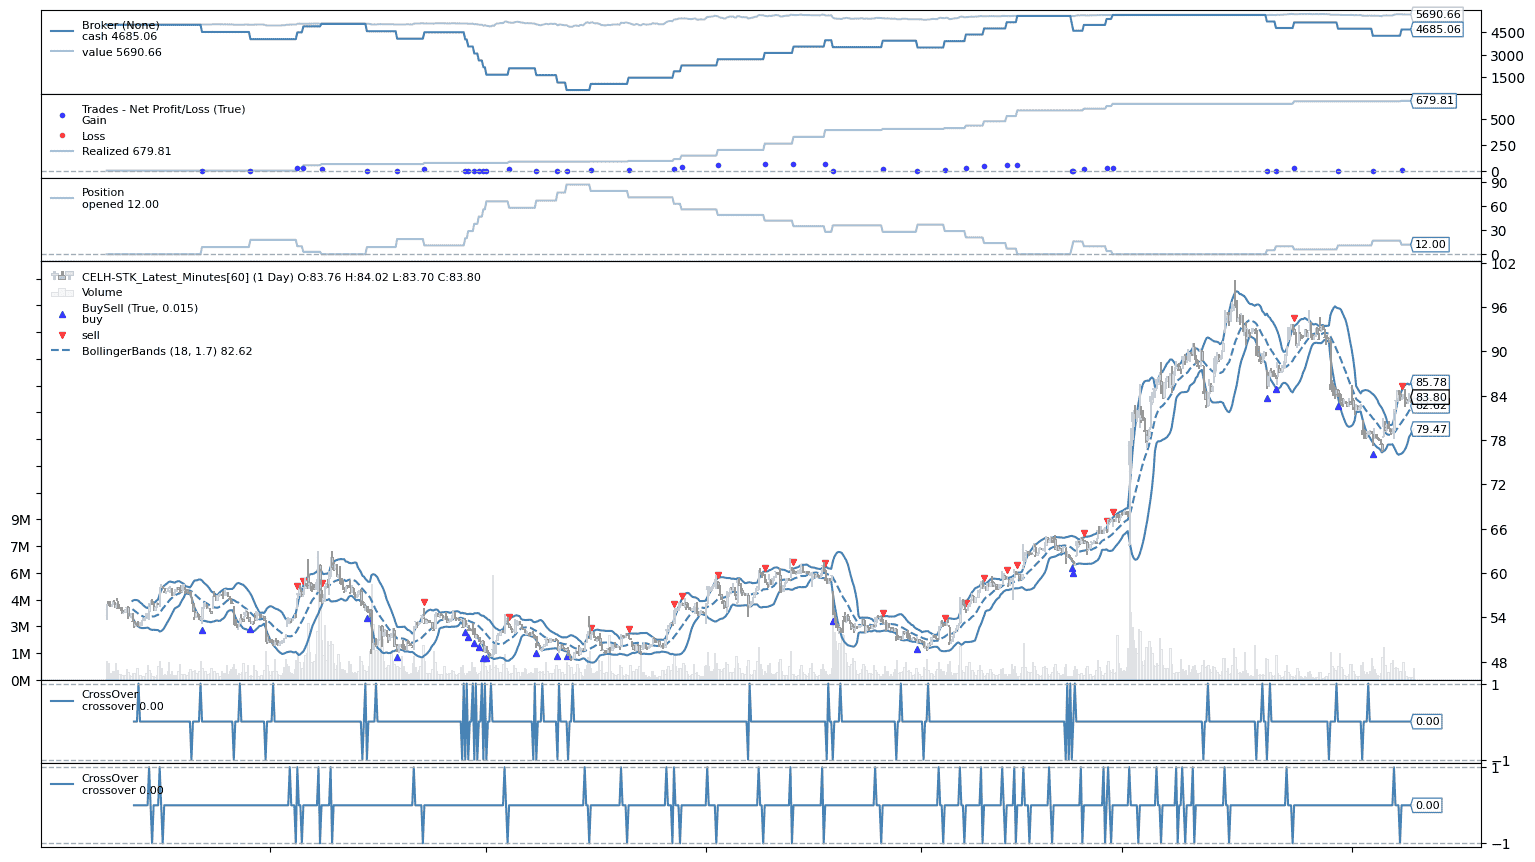 Broker (None)
cash 4685.06
value 5690.66
5690.66
4685.06
4500
3000
1500
Trades - Net Profit/Loss (True)
Gain
Loss
Realized 679.81
679.81
500
250
0
Position
opened 12.00
90
60
30
12.00
0
CELH-STK_Latest_Minutes[60] (1 Day) O:83.76 H:84.02 L:83.70 C:83.80
Volume
BuySell (True, 0.015)
buy
sell
BollingerBands (18, 1.7) 82.62
102
96
90
85.78
84
83.80
82.62
79.47
78
72
66
60
54
48
9M
7M
6M
4M
3M
1M
0M
CrossOver
crossover 0.00
1
0.00
−1
CrossOver
crossover 0.00
1
0.00
−1